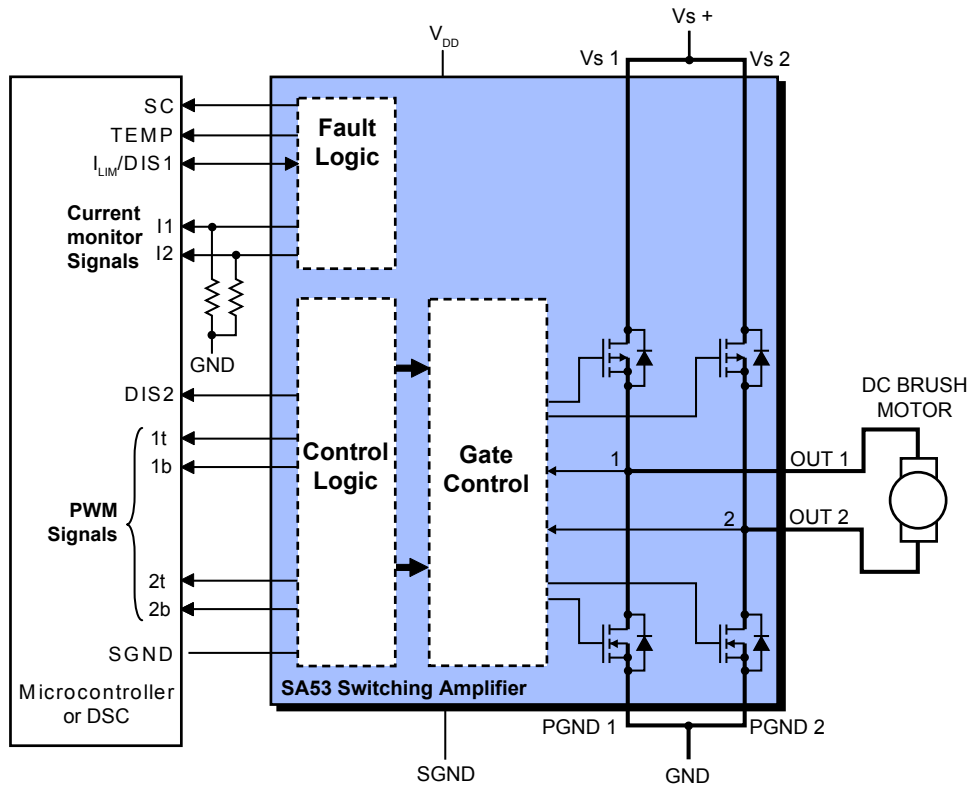 Vs +
V_DD
Vs 1
Vs 2
SC
TEMP
I_LIM/DIS1
Fault
Logic
Current
monitor
Signals
I1
I2
GND
DIS2
1t
1b
PWM
Signals
2t
2b
SGND
Microcontroller
or DSC
Control
Logic
Gate
Control
1
2
OUT 1
OUT 2
DC BRUSH
MOTOR
SA53 Switching Amplifier
PGND 1
PGND 2
SGND
GND